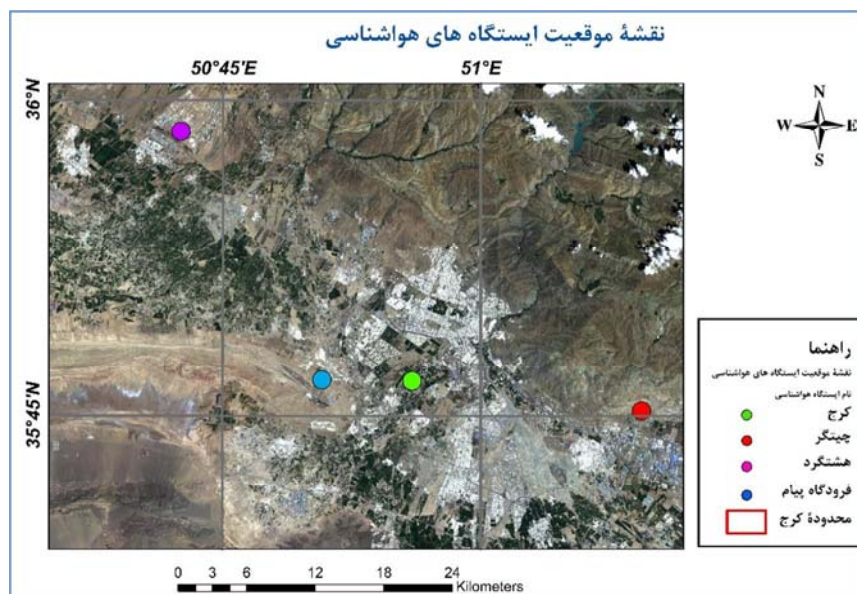 نقشهٔ موقعیت ایستگاه های هواشناسی
50°45'E 51°E
36°N
35°45'N
N
W E
S
راهنما
نقشهٔ موقعیت ایستگاه های هواشناسی
نام ایستگاه هواشناسی
کرج
چیتگر
هشتگرد
فرودگاه پیام
محدودهٔ کرج
0 3 6 12 18 24
Kilometers